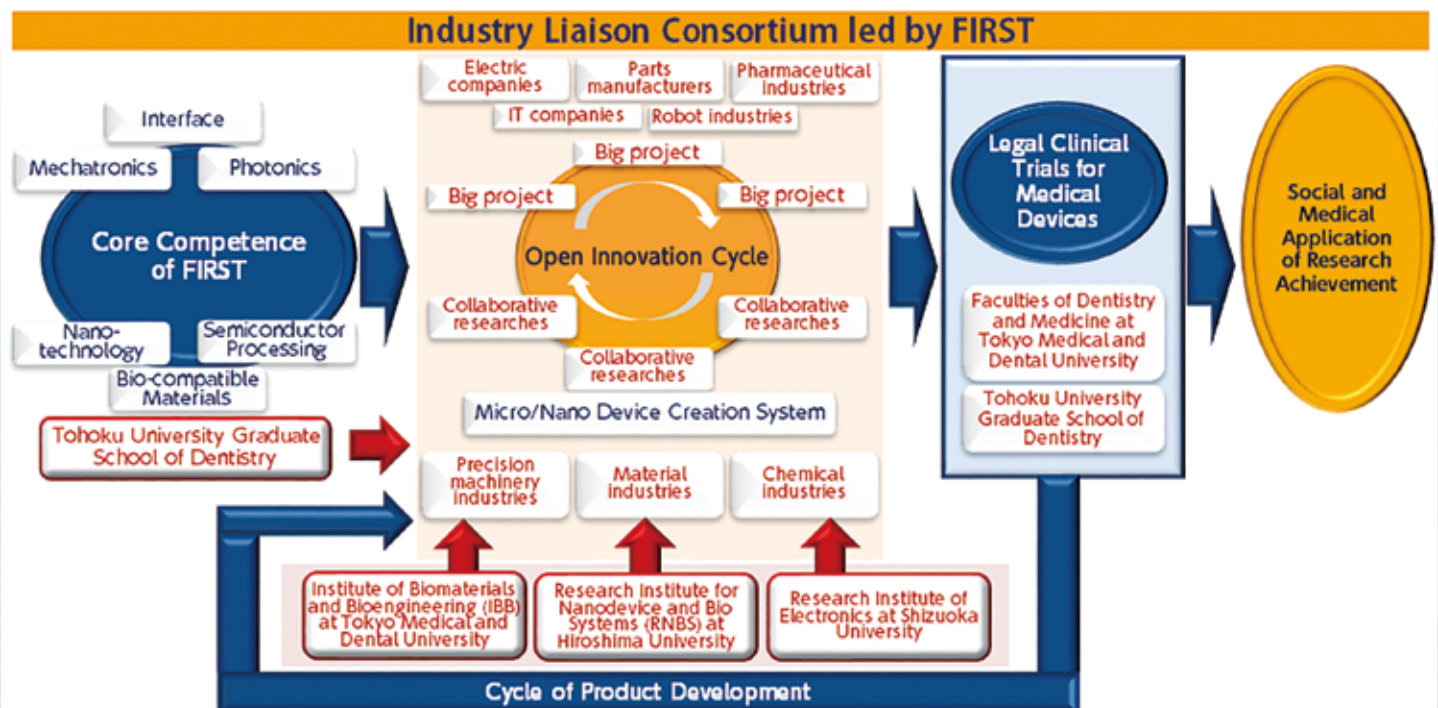 Industry Liaison Consortium led by FIRST
Interface
Mechatronics
Photonics
Core Competence
of FIRST
Nano-
technology
Semiconductor
Processing
Bio-compatible
Materials
Tohoku University Graduate
School of Dentistry
Electric
companies
Parts
manufacturers
Pharmaceutical
industries
IT companies
Robot industries
Big project
Big project
Big project
Open Innovation Cycle
Collaborative
researches
Collaborative
researches
Collaborative
researches
Micro/Nano Device Creation System
Precision
machinery
industries
Material
industries
Chemical
industries
Institute of Biomaterials
and Bioengineering (IBB)
at Tokyo Medical and
Dental University
Research Institute for
Nanodevice and Bio
Systems (RNBS) at
Hiroshima University
Research Institute of
Electronics at Shizuoka
University
Legal Clinical
Trials for
Medical
Devices
Faculties of Dentistry
and Medicine at
Tokyo Medical and
Dental University
Tohoku University
Graduate School of
Dentistry
Social and
Medical
Application
of Research
Achievement
Cycle of Product Development